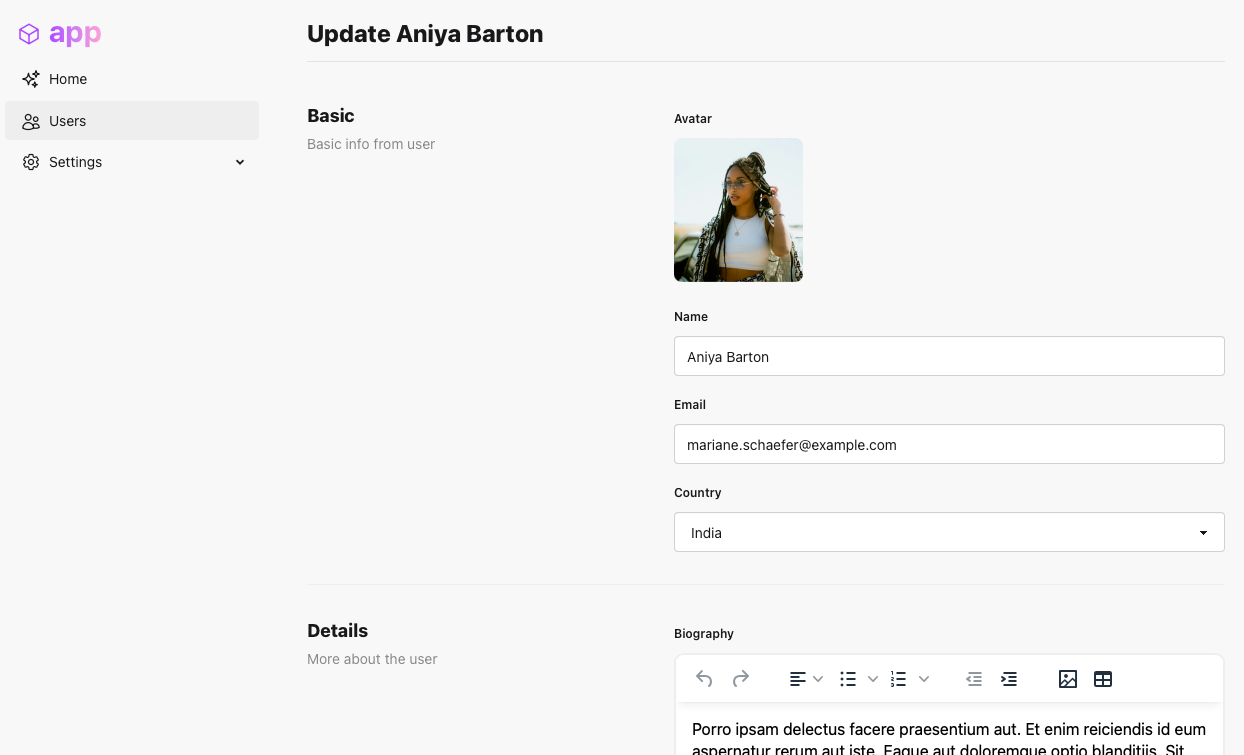 app
Home
Users
Settings
Update Aniya Barton
Basic
Basic info from user
Avatar
Name
Aniya Barton
Email
mariane.schaefer@example.com
Country
India
Details
More about the user
Biography
Porro ipsam delectus facere praesentium aut. Et enim reiciendis id eum
aspernatur rerum aut iste. Eaque aut doloremque optio blanditiis. Sit